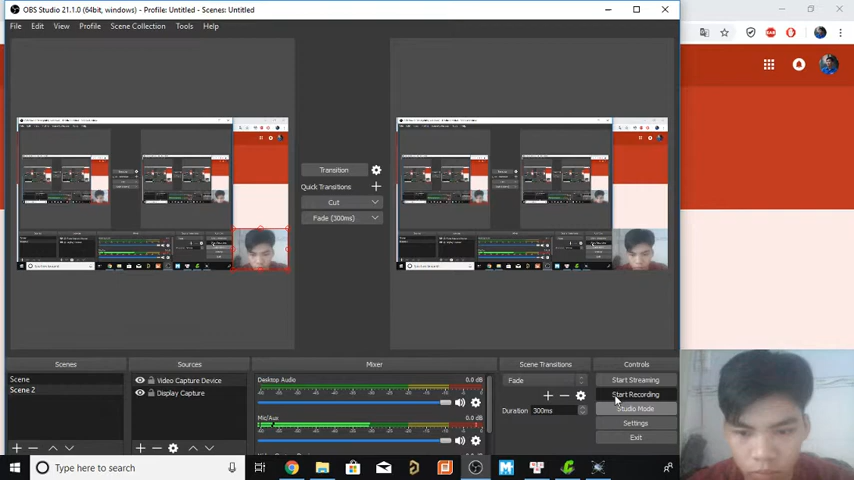 OBS Studio 21.1.0 (64bit, windows) - Profile: Untitled - Scenes: Untitled
File Edit View Profile Scene Collection Tools Help
Transition
Quick Transitions
Cut
Fade (300ms)
Scenes Sources Mixer Scene Transitions Controls
Scene
Scene 2
Video Capture Device
Display Capture
Desktop Audio 0.0 dB
Mic/Aux 0.0 dB
Fade
Duration 300ms
Start Streaming
Start Recording
Studio Mode
Settings
Exit
Type here to search